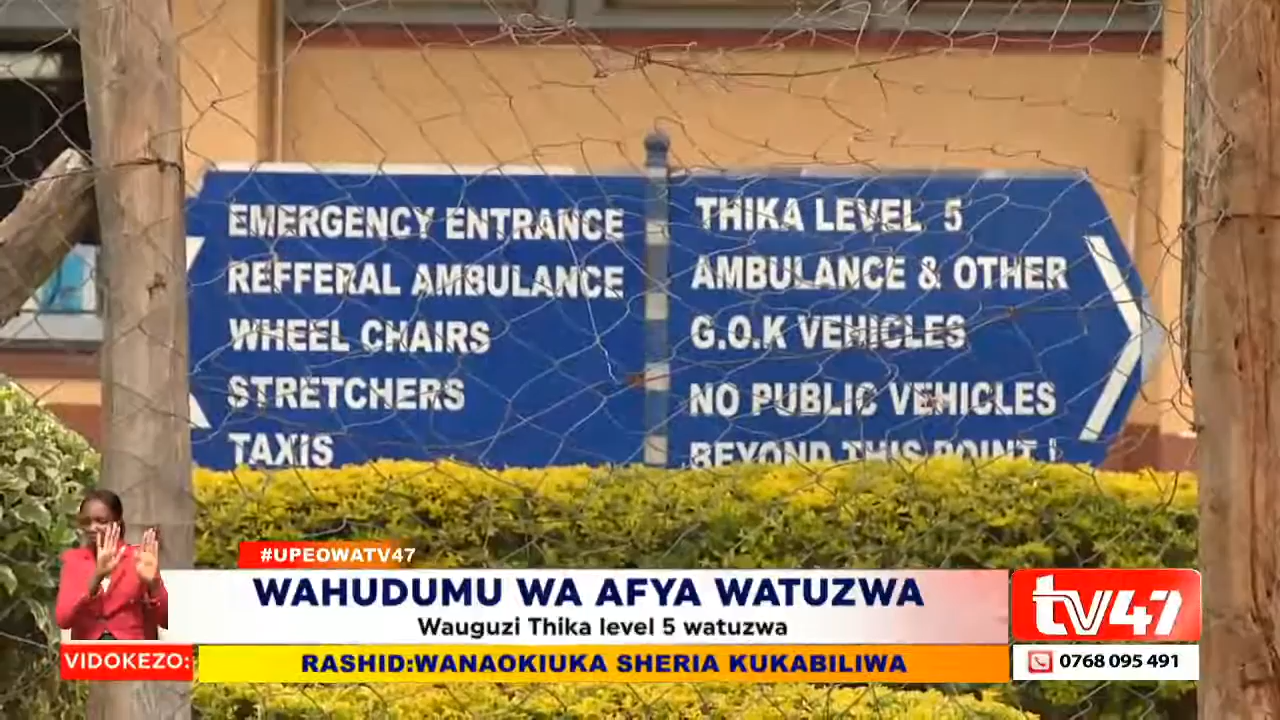 EMERGENCY ENTRANCE
REFFERAL AMBULANCE
WHEEL CHAIRS
STRETCHERS
TAXIS
THIKA LEVEL 5
AMBULANCE & OTHER
G.O.K VEHICLES
NO PUBLIC VEHICLES
BEYOND THIS POINT !
#UPEOWATV47
WAHUDUMU WA AFYA WATUZWA
Wauguzi Thika level 5 watuzwa
tv47
VIDOKEZO:
RASHID:WANAOKIUKA SHERIA KUKABILIWA
0768 095 491